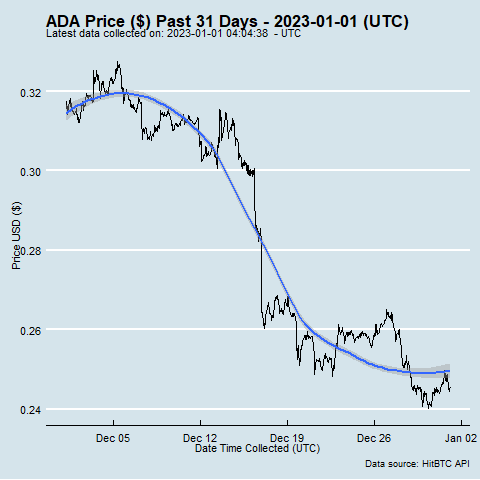 ADA Price ($) Past 31 Days - 2023-01-01 (UTC)
Latest data collected on: 2023-01-01 04:04:38 - UTC
0.32
0.30
0.28
0.26
0.24
Price USD ($)
Dec 05 Dec 12 Dec 19 Dec 26 Jan 02
Date Time Collected (UTC)
Data source: HitBTC API